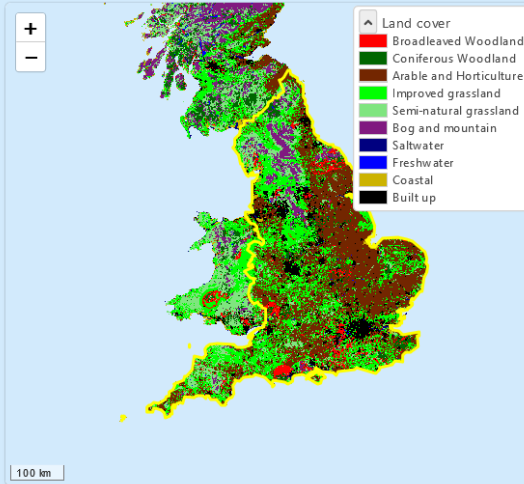 +
−
Land cover
Broadleaved Woodland
Coniferous Woodland
Arable and Horticulture
Improved grassland
Semi-natural grassland
Bog and mountain
Saltwater
Freshwater
Coastal
Built up
100 km